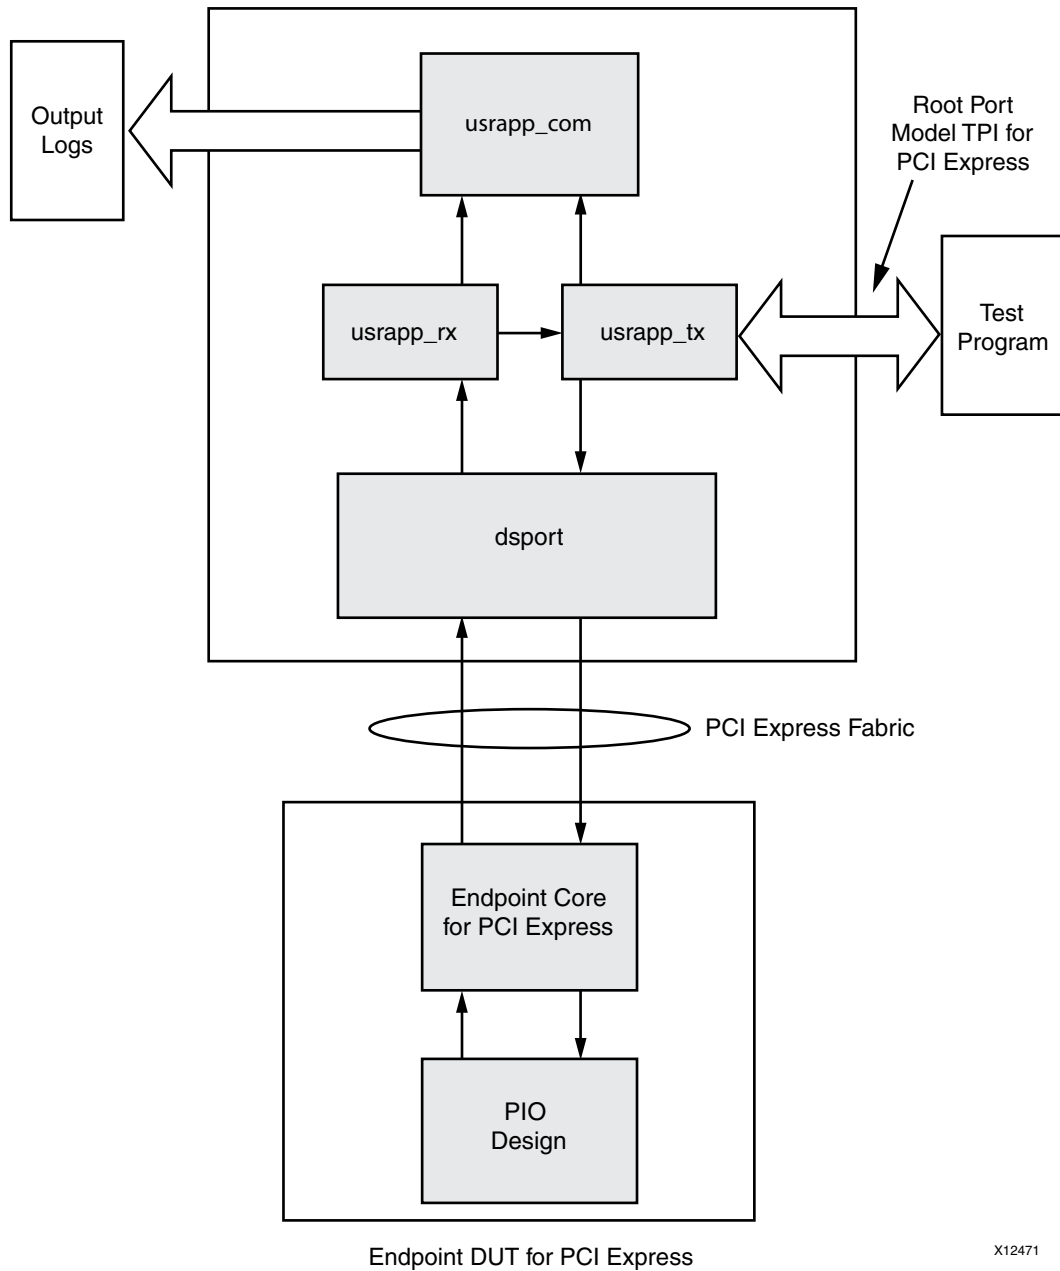 Output
Logs
usrapp_com
Root Port
Model TPI for
PCI Express
usrapp_rx
usrapp_tx
Test
Program
dsport
PCI Express Fabric
Endpoint Core
for PCI Express
PIO
Design
Endpoint DUT for PCI Express
X12471